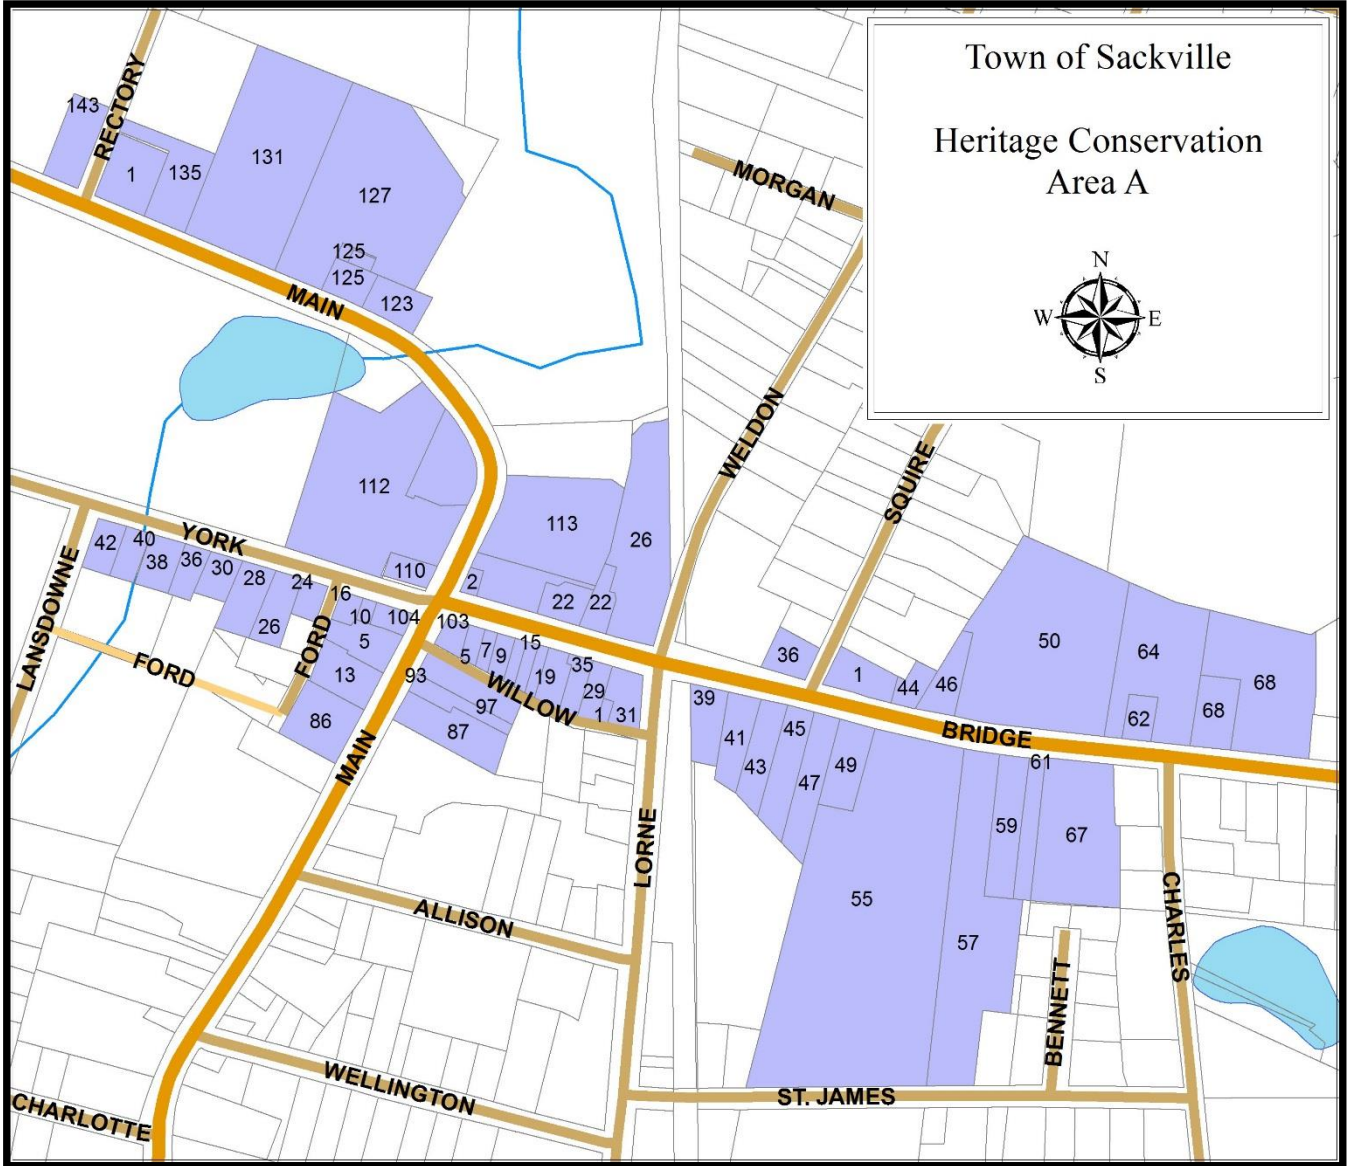 Town of Sackville
Heritage Conservation
Area A
N
W
E
S
RECTORY
143
1
135
131
127
125
125
123
MAIN
MORGAN
WELDON
SQUIRE
112
113
26
YORK
110
2
22
22
42
40
38
36
30
28
24
26
16
10
104
5
13
86
LANSDOWNE
FORD
FORD
103
5
7
9
15
19
35
29
1
31
WILLOW
93
97
87
MAIN
36
1
44
46
50
64
62
68
68
BRIDGE
39
41
43
45
47
49
55
57
59
61
67
LORNE
ALLISON
CHARLES
BENNETT
WELLINGTON
ST. JAMES
CHARLOTTE